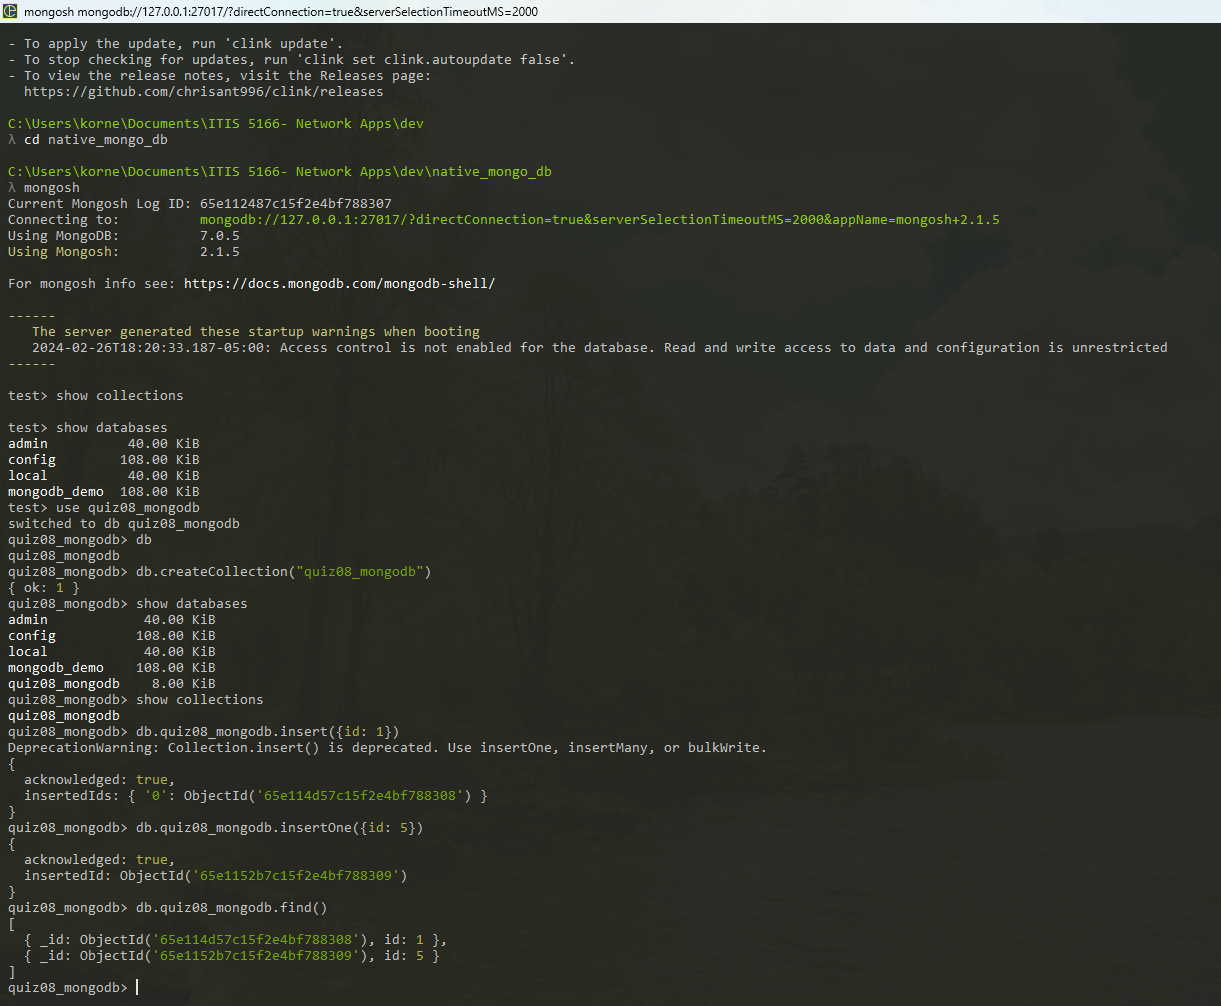 mongosh mongodb://127.0.0.1:27017/?directConnection=true&serverSelectionTimeoutMS=2000
- To apply the update, run 'clink update'.
- To stop checking for updates, run 'clink set clink.autoupdate false'.
- To view the release notes, visit the Releases page:
  https://github.com/chrisant996/clink/releases
C:\Users\korne\Documents\ITIS 5166- Network Apps\dev
λ cd native_mongo_db
C:\Users\korne\Documents\ITIS 5166- Network Apps\dev\native_mongo_db
λ mongosh
Current Mongosh Log ID: 65e112487c15f2e4bf788307
Connecting to:          mongodb://127.0.0.1:27017/?directConnection=true&serverSelectionTimeoutMS=2000&appName=mongosh+2.1.5
Using MongoDB:          7.0.5
Using Mongosh:          2.1.5
For mongosh info see: https://docs.mongodb.com/mongodb-shell/
------
   The server generated these startup warnings when booting
   2024-02-26T18:20:33.187-05:00: Access control is not enabled for the database. Read and write access to data and configuration is unrestricted
------
test> show collections
test> show databases
admin          40.00 KiB
config        108.00 KiB
local          40.00 KiB
mongodb_demo  108.00 KiB
test> use quiz08_mongodb
switched to db quiz08_mongodb
quiz08_mongodb> db
quiz08_mongodb
quiz08_mongodb> db.createCollection("quiz08_mongodb")
{ ok: 1 }
quiz08_mongodb> show databases
admin            40.00 KiB
config          108.00 KiB
local            40.00 KiB
mongodb_demo    108.00 KiB
quiz08_mongodb    8.00 KiB
quiz08_mongodb> show collections
quiz08_mongodb
quiz08_mongodb> db.quiz08_mongodb.insert({id: 1})
DeprecationWarning: Collection.insert() is deprecated. Use insertOne, insertMany, or bulkWrite.
{
  acknowledged: true,
  insertedIds: { '0': ObjectId('65e114d57c15f2e4bf788308') }
}
quiz08_mongodb> db.quiz08_mongodb.insertOne({id: 5})
{
  acknowledged: true,
  insertedId: ObjectId('65e1152b7c15f2e4bf788309')
}
quiz08_mongodb> db.quiz08_mongodb.find()
[
  { _id: ObjectId('65e114d57c15f2e4bf788308'), id: 1 },
  { _id: ObjectId('65e1152b7c15f2e4bf788309'), id: 5 }
]
quiz08_mongodb>